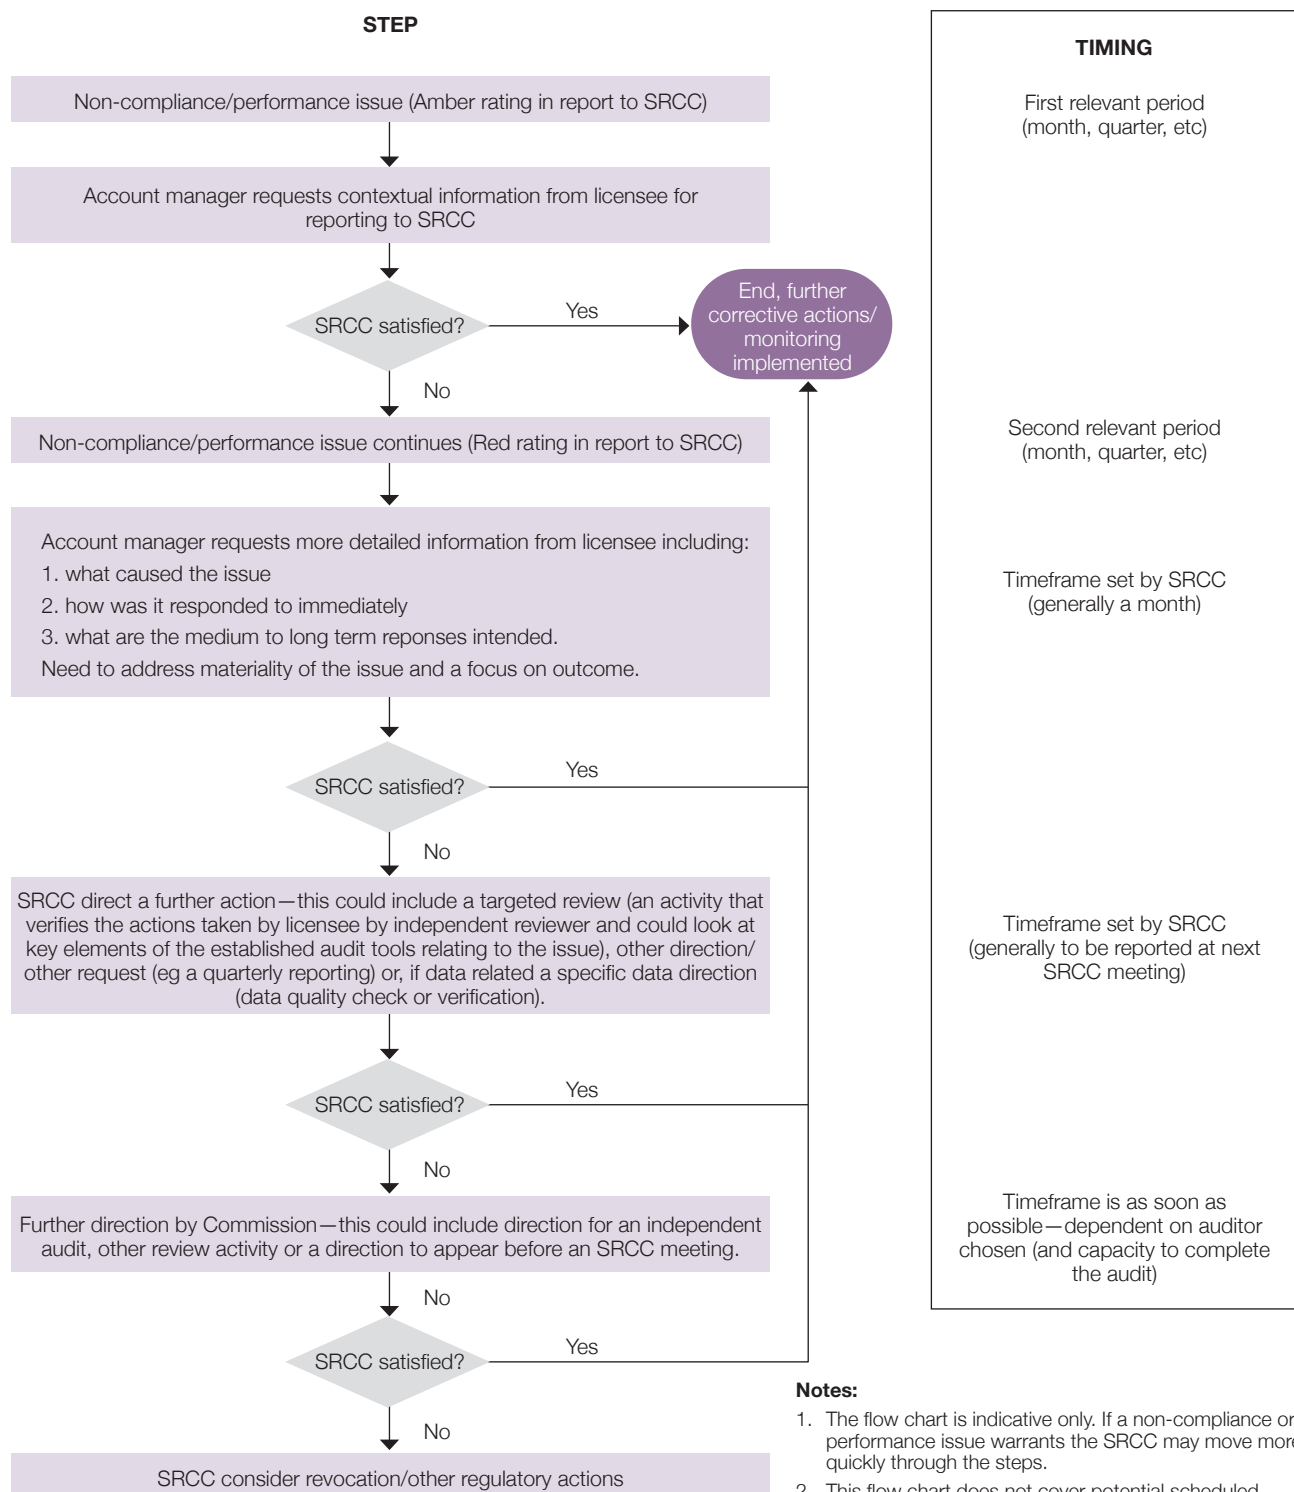 STEP
Non-compliance/performance issue (Amber rating in report to SRCC)
Account manager requests contextual information from licensee for
reporting to SRCC
SRCC satisfied?
Yes
End, further
corrective actions/
monitoring
implemented
No
Non-compliance/performance issue continues (Red rating in report to SRCC)
Account manager requests more detailed information from licensee including:
1. what caused the issue
2. how was it responded to immediately
3. what are the medium to long term reponses intended.
Need to address materiality of the issue and a focus on outcome.
SRCC satisfied?
Yes
No
SRCC direct a further action—this could include a targeted review (an activity that
verifies the actions taken by licensee by independent reviewer and could look at
key elements of the established audit tools relating to the issue), other direction/
other request (eg a quarterly reporting) or, if data related a specific data direction
(data quality check or verification).
SRCC satisfied?
Yes
No
Further direction by Commission—this could include direction for an independent
audit, other review activity or a direction to appear before an SRCC meeting.
No
SRCC satisfied?
Yes
No
SRCC consider revocation/other regulatory actions
TIMING
First relevant period
(month, quarter, etc)
Second relevant period
(month, quarter, etc)
Timeframe set by SRCC
(generally a month)
Timeframe set by SRCC
(generally to be reported at next
SRCC meeting)
Timeframe is as soon as
possible—dependent on auditor
chosen (and capacity to complete
the audit)
Notes:
1. The flow chart is indicative only. If a non-compliance or
performance issue warrants the SRCC may move more
quickly through the steps.
2. This flow chart does not cover potential scheduled